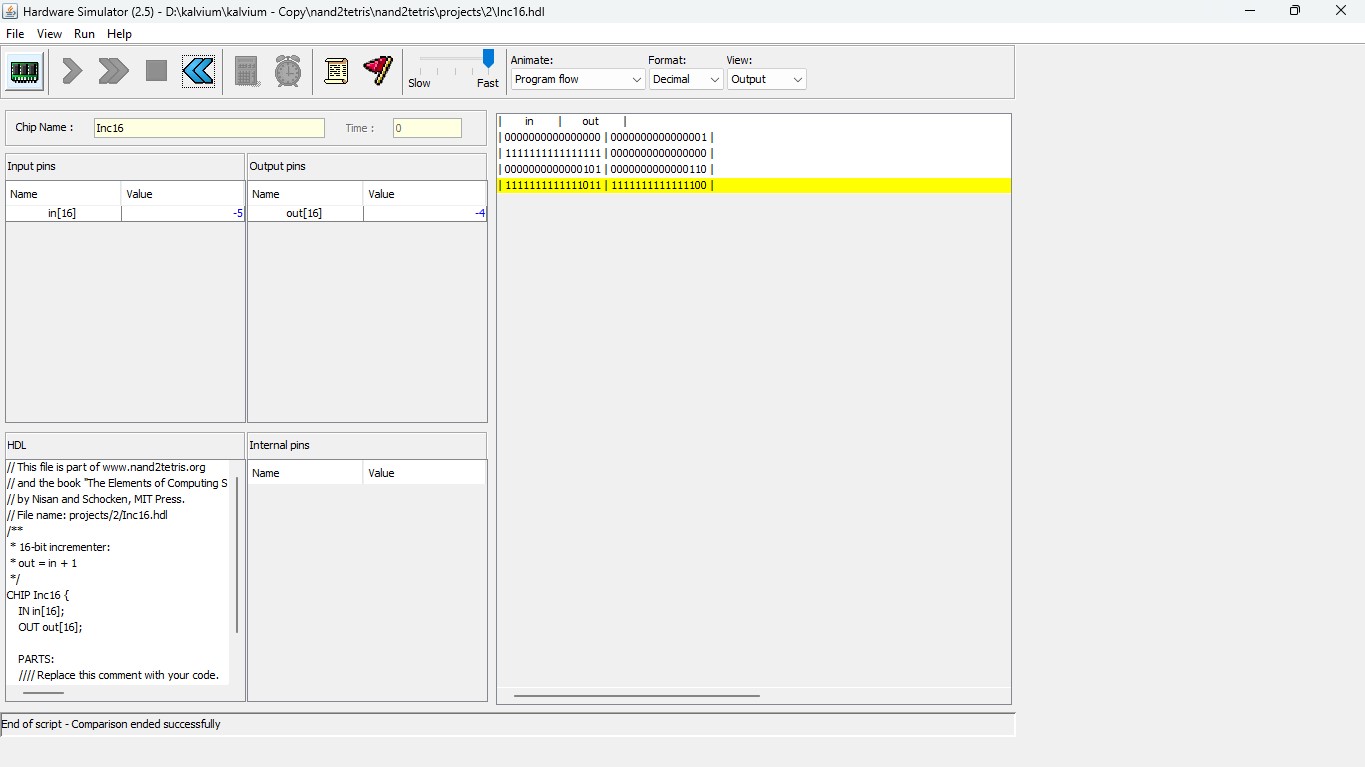 Hardware Simulator (2.5) - D:\kalvium\kalvium - Copy\nand2tetris\nand2tetris\projects\2\Inc16.hdl
File View Run Help
Slow Fast
Animate: Format: View:
Program flow Decimal Output
Chip Name : Inc16 Time : 0
Input pins
Name Value
in[16] -5
Output pins
Name Value
out[16] -4
HDL
// This file is part of www.nand2tetris.org
// and the book "The Elements of Computing S
// by Nisan and Schocken, MIT Press.
// File name: projects/2/Inc16.hdl
/**
* 16-bit incrementer:
* out = in + 1
*/
CHIP Inc16 {
IN in[16];
OUT out[16];
PARTS:
//// Replace this comment with your code.
Internal pins
Name Value
| in | out |
|0000000000000000|0000000000000001|
|1111111111111111|0000000000000000|
|0000000000000101|0000000000000110|
|1111111111111011|1111111111111100|
End of script - Comparison ended successfully